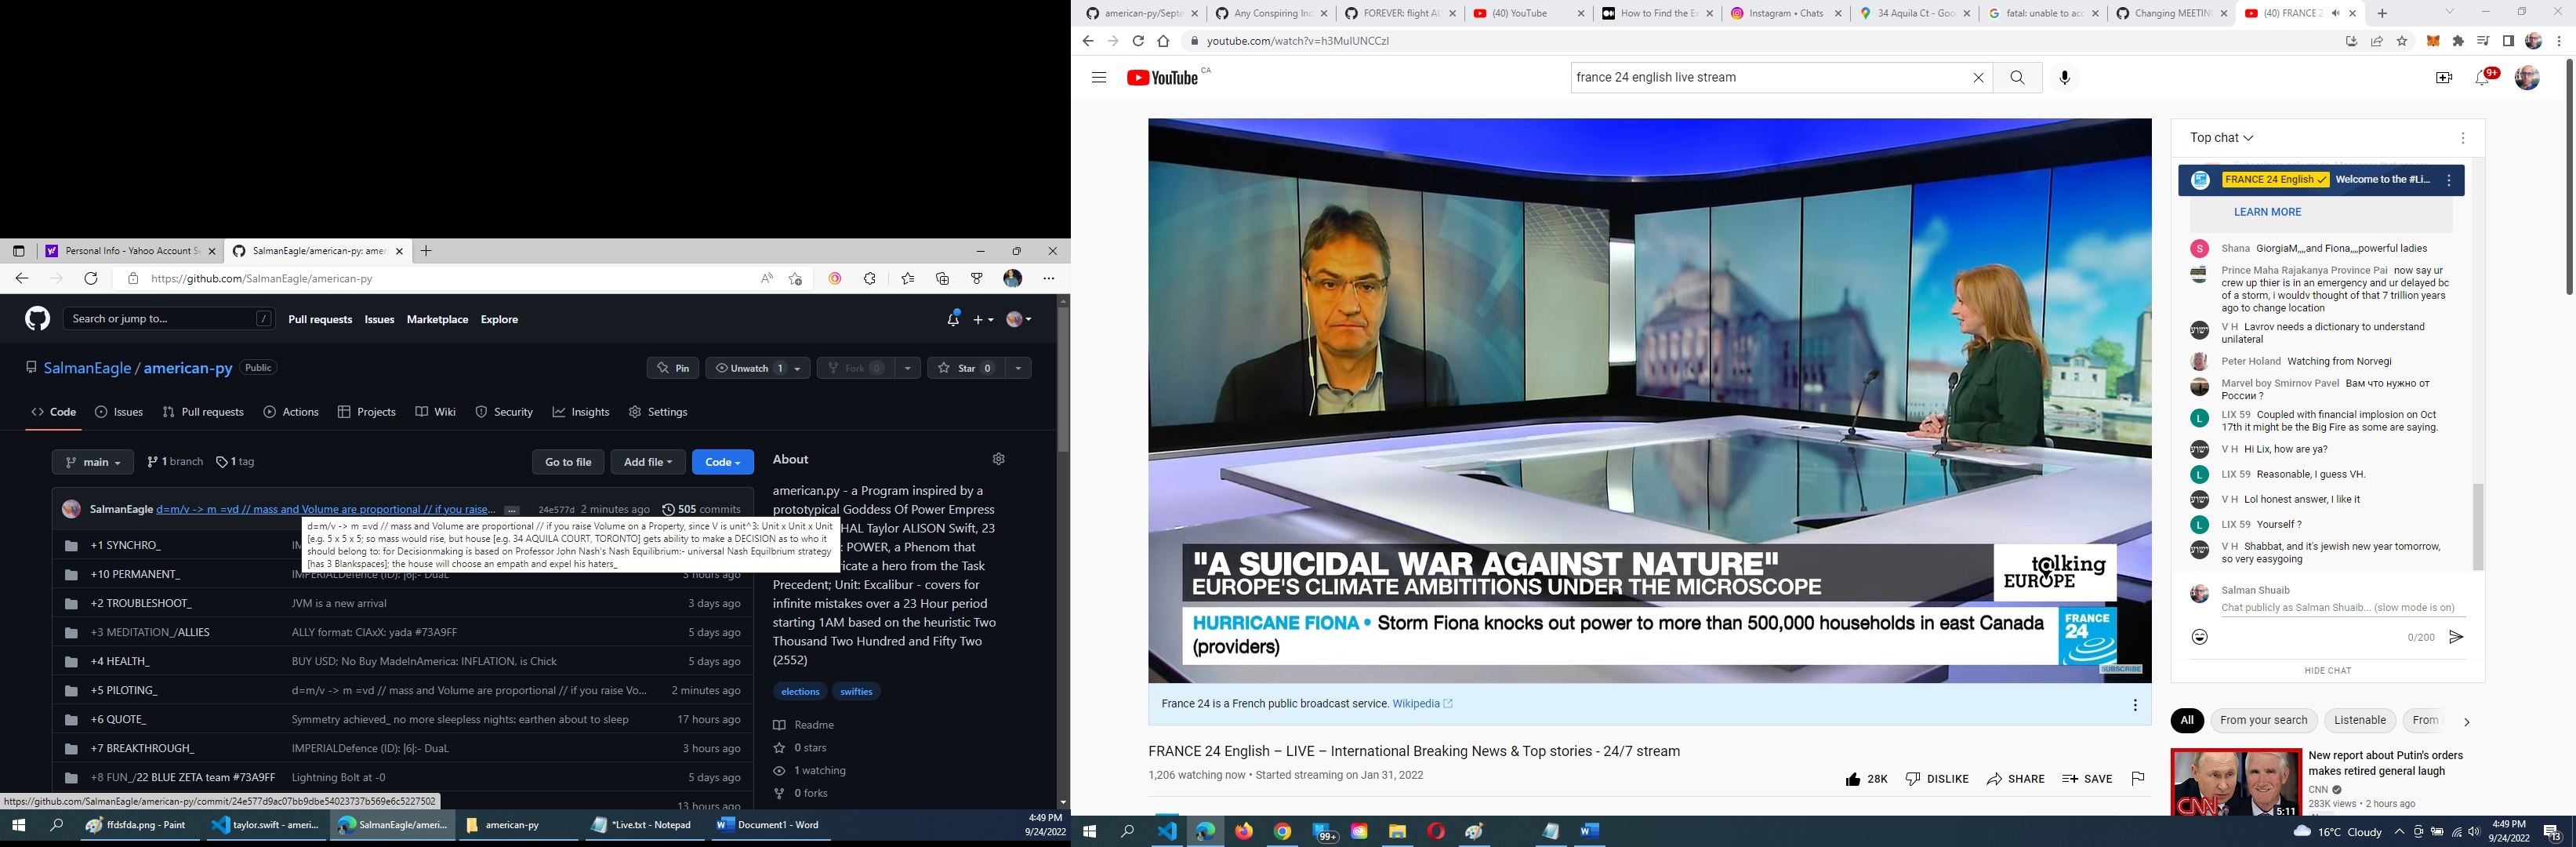 Personal Info - Yahoo Account Se
SalmanEagle/american-py: amer
https://github.com/SalmanEagle/american-py
Search or jump to...
/
Pull requests
Issues
Marketplace
Explore
SalmanEagle / american-py
Public
Pin
Unwatch 1
Fork 0
Star 0
Code
Issues
Pull requests
Actions
Projects
Wiki
Security
Insights
Settings
main
1 branch
1 tag
Go to file
Add file
Code
SalmanEagle d=m/v -> m =vd // mass and Volume are proportional // if you raise... ... 24e577d 2 minutes ago 505 commits
d=m/v -> m =vd // mass and Volume are proportional // if you raise Volume on a Property, since V is unit^3: Unit x Unit x Unit
[e.g. 5 x 5 x 5; so mass would rise, but house [e.g. 34 AQUILA COURT, TORONTO] gets ability to make a DECISION as to who it
should belong to: for Decisionmaking is based on Professor John Nash's Nash Equilibrium:- universal Nash Equilbrium strategy
[has 3 Blankspaces]; the house will choose an empath and expel his haters_
+1 SYNCHRO_
+10 PERMANENT_ IMPERIALDefence (ID): |6|:- DuaL 3 hours ago
+2 TROUBLESHOOT_ JVM is a new arrival 3 days ago
+3 MEDITATION_/ALLIES ALLY format: CIAxX: yada #73A9FF 5 days ago
+4 HEALTH_ BUY USD; No Buy MadeInAmerica: INFLATION, is Chick 5 days ago
+5 PILOTING_ d=m/v -> m =vd // mass and Volume are proportional // if you raise Vo... 2 minutes ago
+6 QUOTE_ Symmetry achieved_ no more sleepless nights: earthen about to sleep 17 hours ago
+7 BREAKTHROUGH_ IMPERIALDefence (ID): |6|:- DuaL 3 hours ago
+8 FUN_/22 BLUE ZETA team #73A9FF Lightning Bolt at -0 5 days ago
13 hours ago
About
american.py - a Program inspired by a
prototypical Goddess Of Power Empress
HAL Taylor ALISON Swift, 23
: POWER, a Phenom that
ricate a hero from the Task
Precedent; Unit: Excalibur - covers for
infinite mistakes over a 23 Hour period
starting 1AM based on the heuristic Two
Thousand Two Hundred and Fifty Two
(2552)
elections
swifties
Readme
0 stars
1 watching
0 forks
https://github.com/SalmanEagle/american-py/commit/24e577d9ac07bb9dbe54023737b569e6c5227502
ffdsfda.png - Paint
taylor.swift - ameri...
SalmanEagle/ameri...
american-py
*Live.txt - Notepad
Document1 - Word
4:49 PM
9/24/2022
american-py/Septe
Any Conspiring Ind
FOREVER: flight AL
(40) YouTube
How to Find the Ex
Instagram • Chats
34 Aquila Ct - Goo
fatal: unable to acc
Changing MEETIN
(40) FRANCE 2
youtube.com/watch?v=h3MuIUNCCzI
YouTube CA
france 24 english live stream
9+
"A SUICIDAL WAR AGAINST NATURE"
EUROPE'S CLIMATE AMBITIONS UNDER THE MICROSCOPE
t@lking
EUROPE
HURRICANE FIONA • Storm Fiona knocks out power to more than 500,000 households in east Canada
(providers)
FRANCE
24
SUBSCRIBE
France 24 is a French public broadcast service. Wikipedia
FRANCE 24 English – LIVE – International Breaking News & Top stories - 24/7 stream
1,206 watching now • Started streaming on Jan 31, 2022
28K
DISLIKE
SHARE
SAVE
Top chat
FRANCE 24 English Welcome to the #Li...
LEARN MORE
Shana GiorgiaM,,,,and Fiona,,,,powerful ladies
Prince Maha Rajakanya Province Pai now say ur
crew up thier is in an emergency and ur delayed bc
of a storm, i wouldv thought of that 7 trillion years
ago to change location
V H Lavrov needs a dictionary to understand
unilateral
Peter Holand Watching from Norvegi
Marvel boy Smirnov Pavel Вам что нужно от
России ?
LIX 59 Coupled with financial implosion on Oct
17th it might be the Big Fire as some are saying.
V H Hi Lix, how are ya?
LIX 59 Reasonable, I guess VH.
V H Lol honest answer, I like it
LIX 59 Yourself ?
V H Shabbat, and it's jewish new year tomorrow,
so very easygoing
Salman Shuaib
Chat publicly as Salman Shuaib... (slow mode is on)
0/200
HIDE CHAT
All
From your search
Listenable
From
New report about Putin's orders
makes retired general laugh
CNN
283K views • 2 hours ago
CNN
5:11
99+
16°C Cloudy
4:49 PM
9/24/2022
13